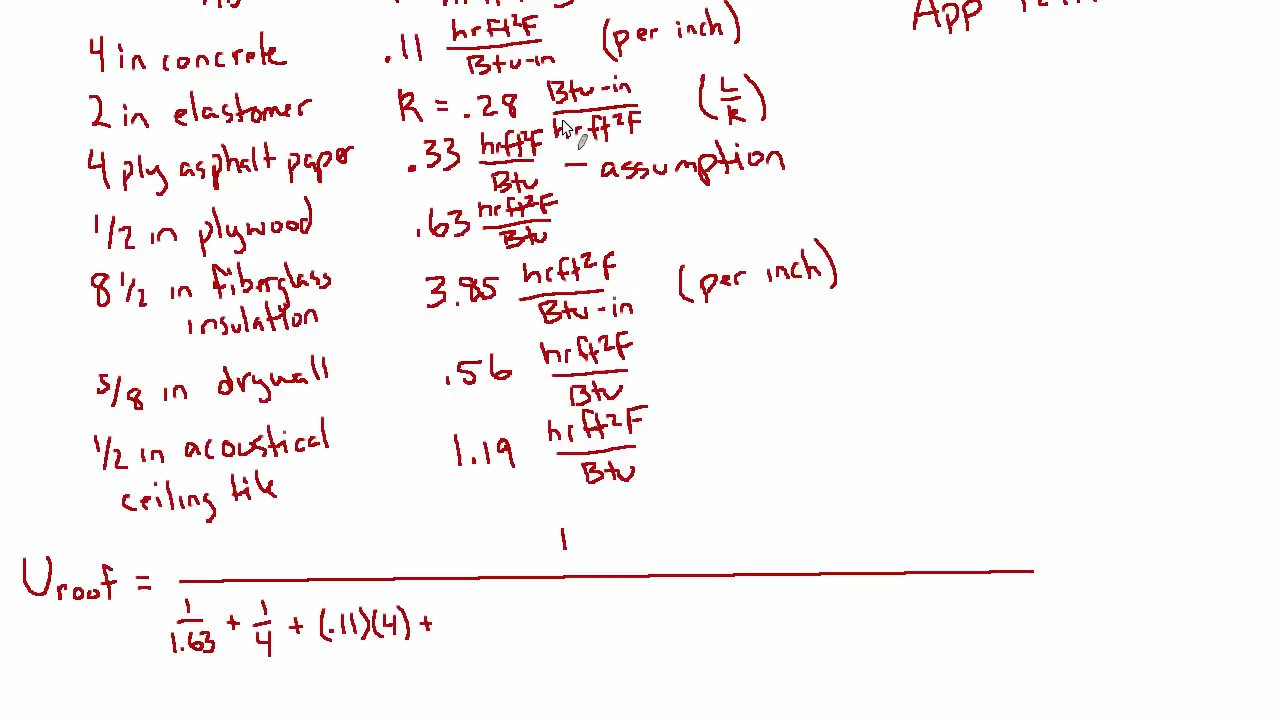 App
4 in concrete .11 hrft²F / Btu-in (per inch)
2 in elastomer R = .28 Btu-in / hrft²F (L/k)
4 ply asphalt paper .33 hrft²F / Btu - assumption
1/2 in plywood .63 hrft²F / Btu
8 1/2 in fiberglass insulation 3.85 hrft²F / Btu-in (per inch)
5/8 in drywall .56 hrft²F / Btu
1/2 in acoustical ceiling tile 1.19 hrft²F / Btu
1
Uroof =
1/1.63 + 1/4 + (.11)(4) +